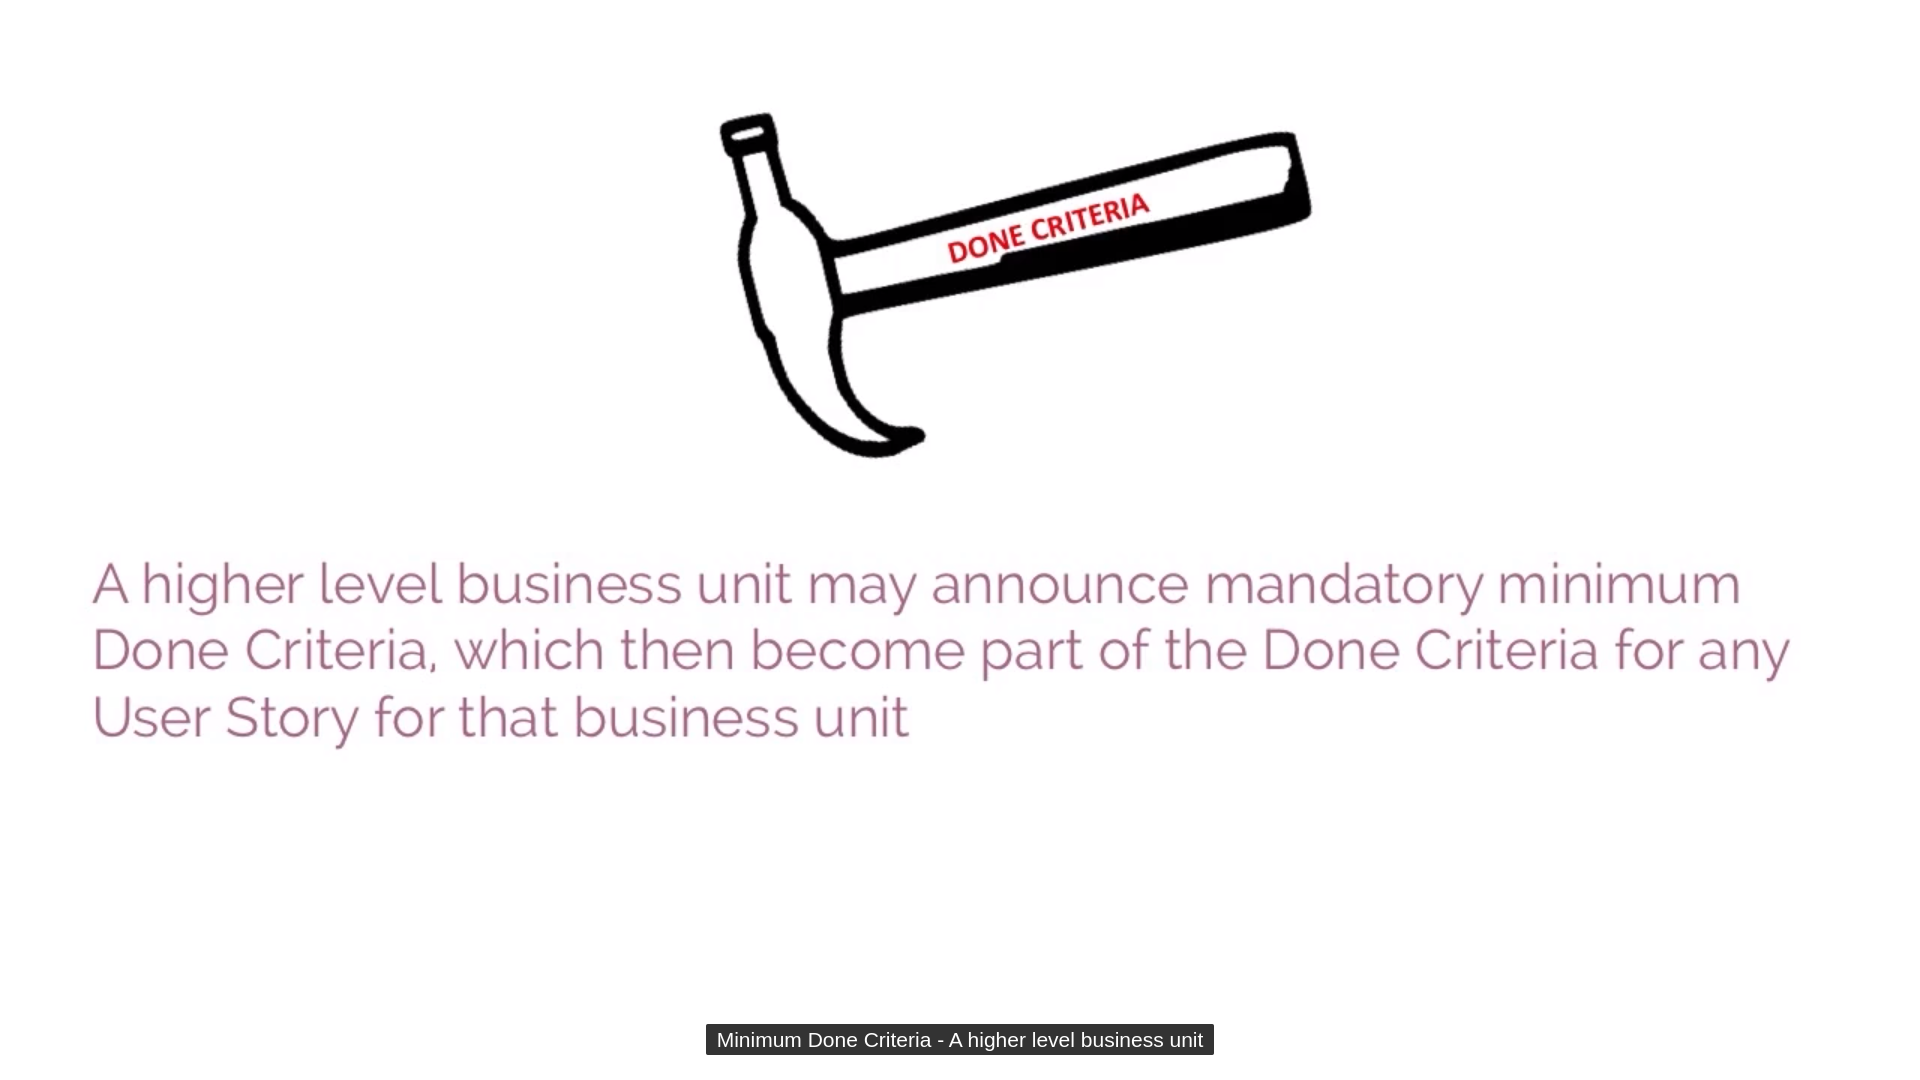 DONE CRITERIA
A higher level business unit may announce mandatory minimum
Done Criteria, which then become part of the Done Criteria for any
User Story for that business unit
Minimum Done Criteria - A higher level business unit